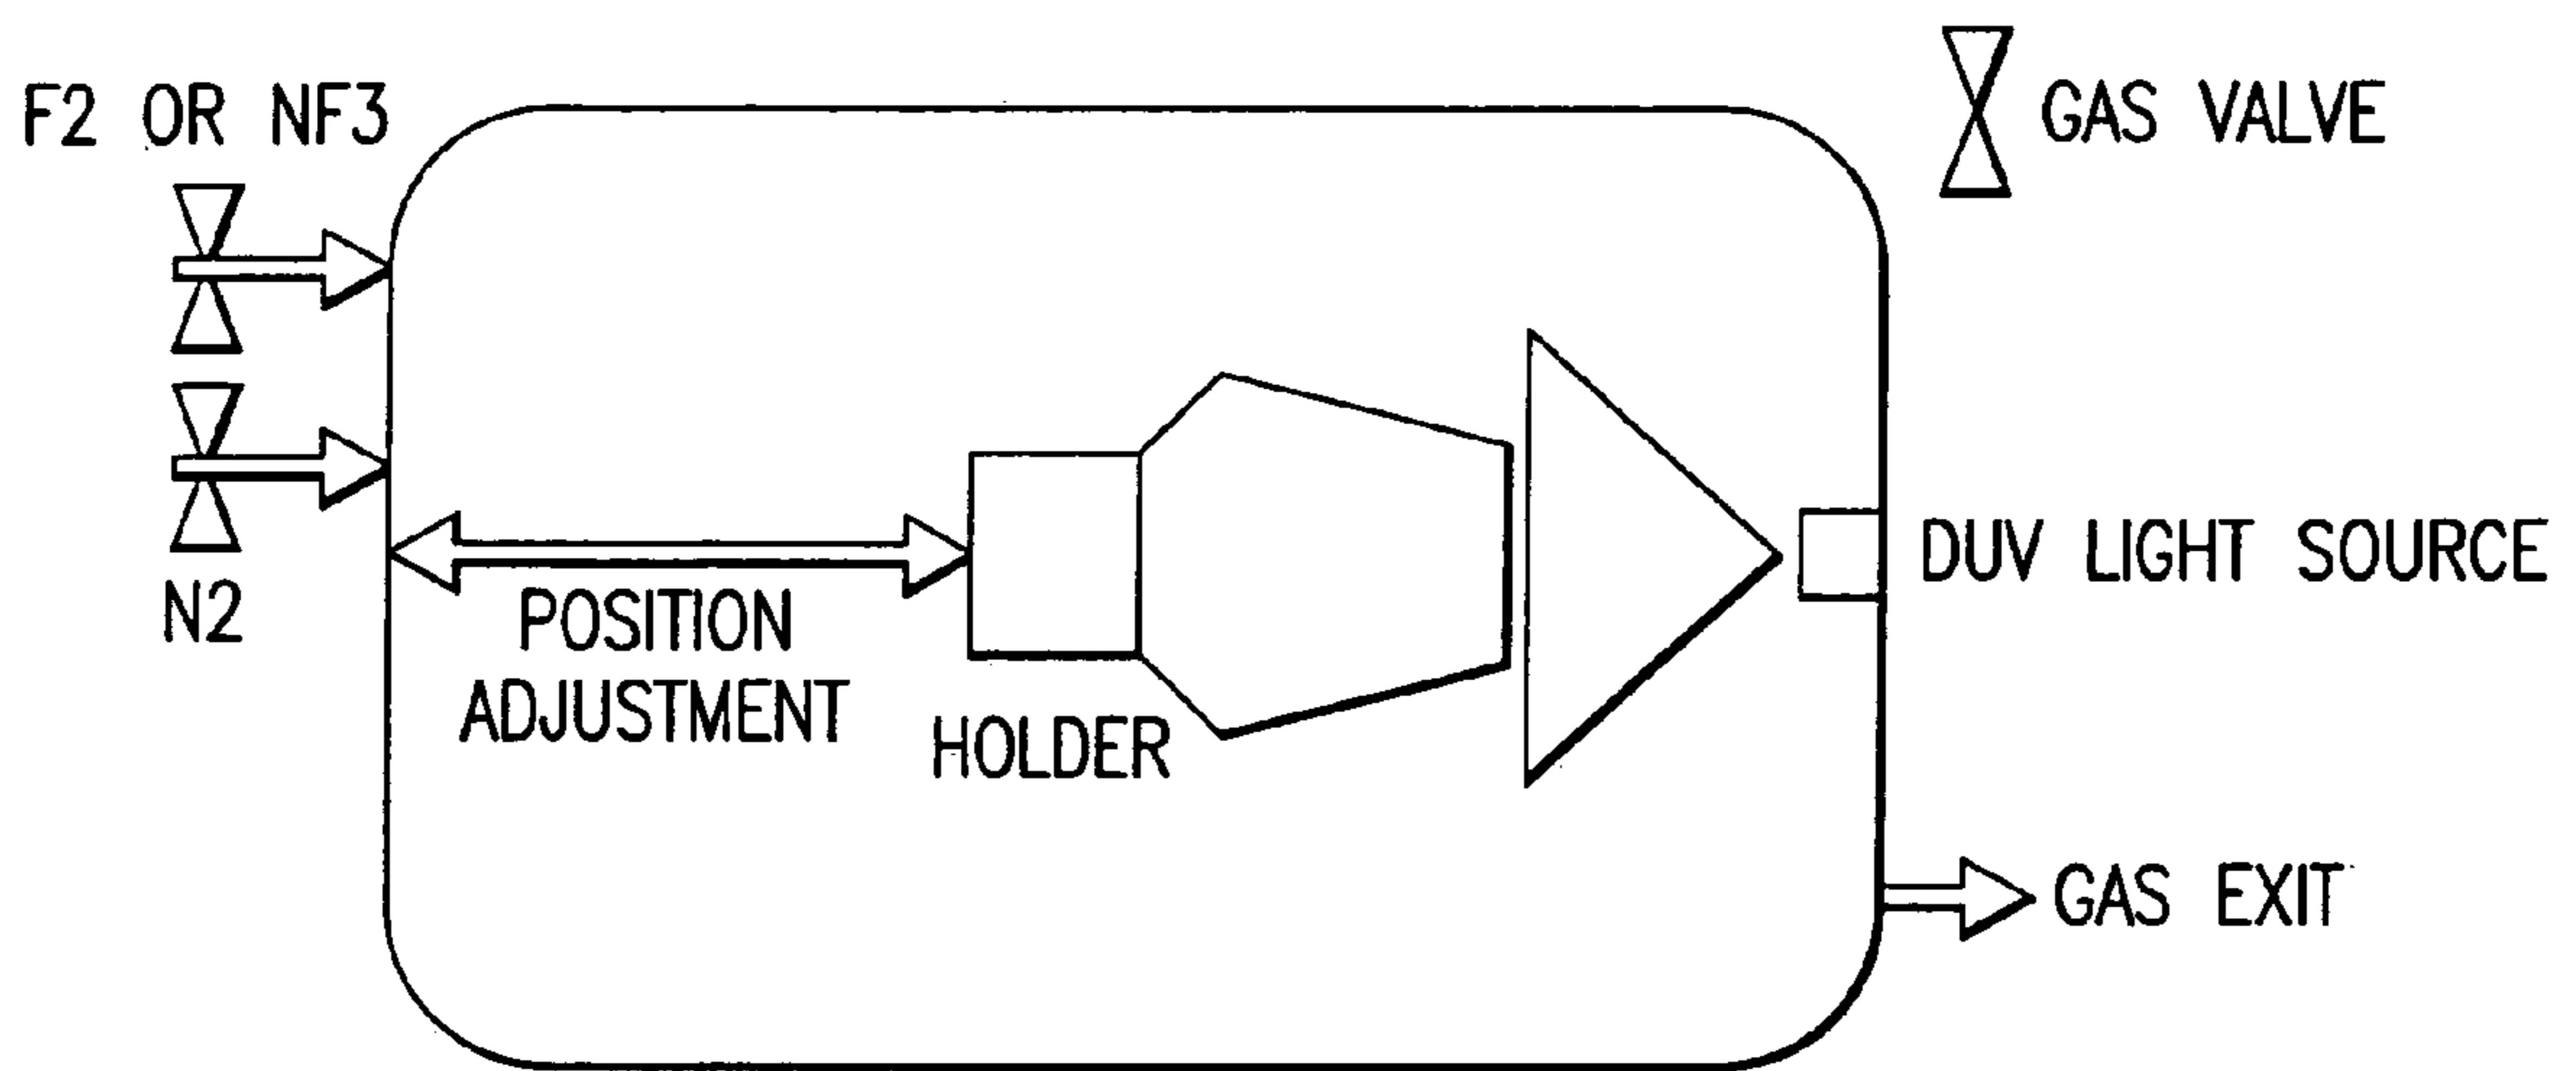 F2 OR NF3
GAS VALVE
N2
POSITION
ADJUSTMENT
HOLDER
DUV LIGHT SOURCE
GAS EXIT